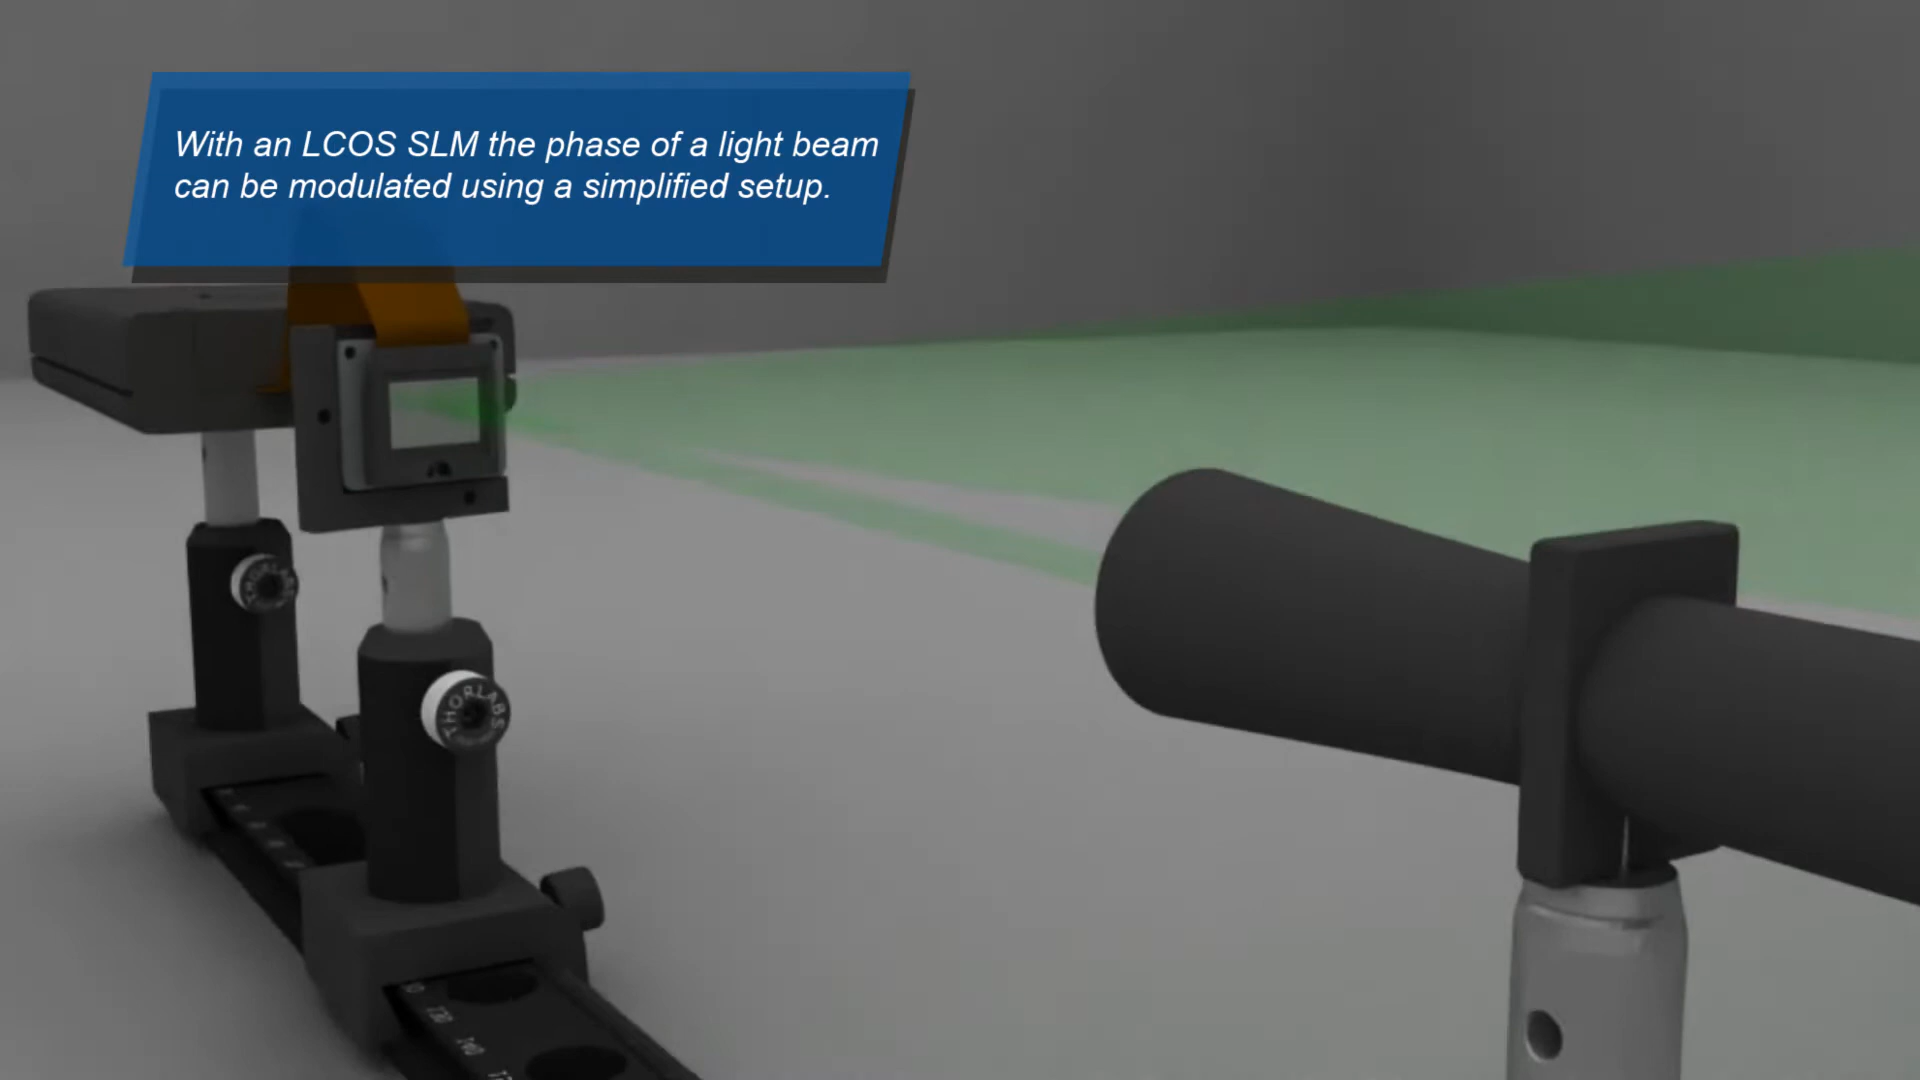 With an LCOS SLM the phase of a light beam
can be modulated using a simplified setup.
THORLABS
THORLABS